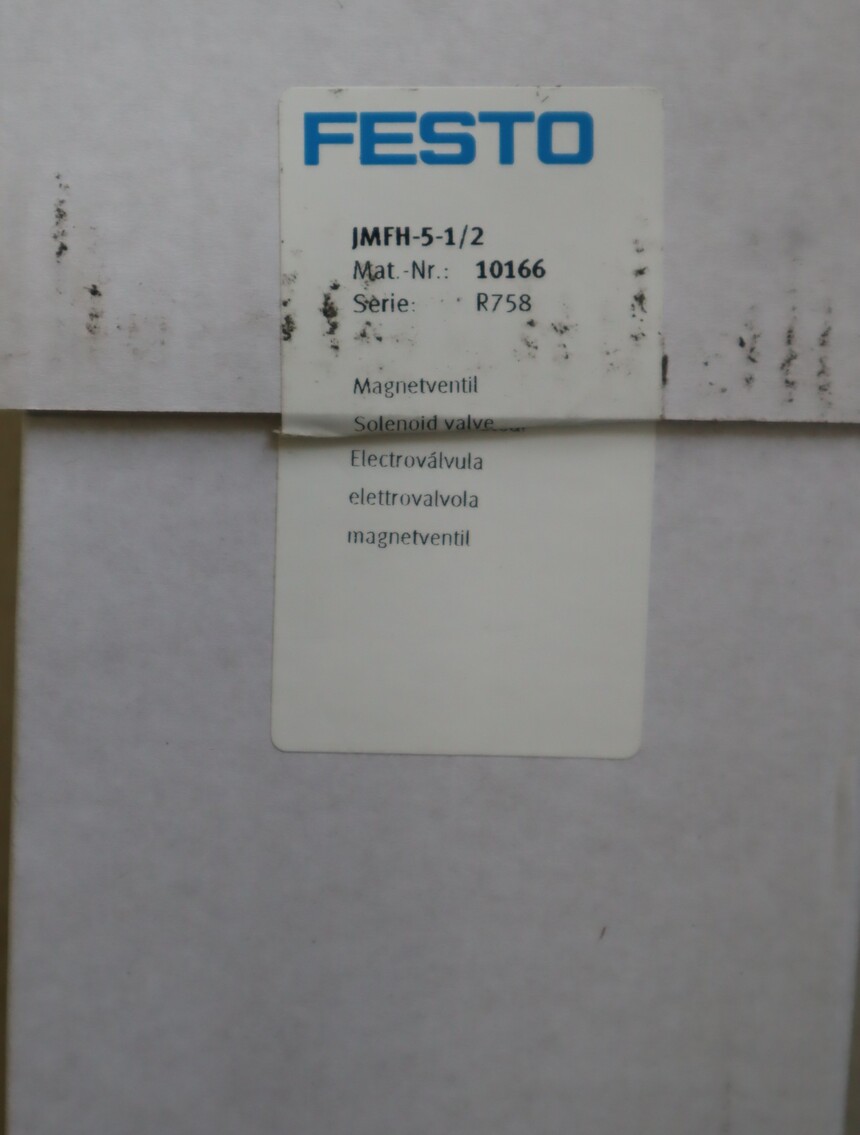 FESTO
JMFH-5-1/2
Mat.-Nr.: 10166
Serie: R758
Magnetventil
Solenoid valve
Electroválvula
elettrovalvola
magnetventil